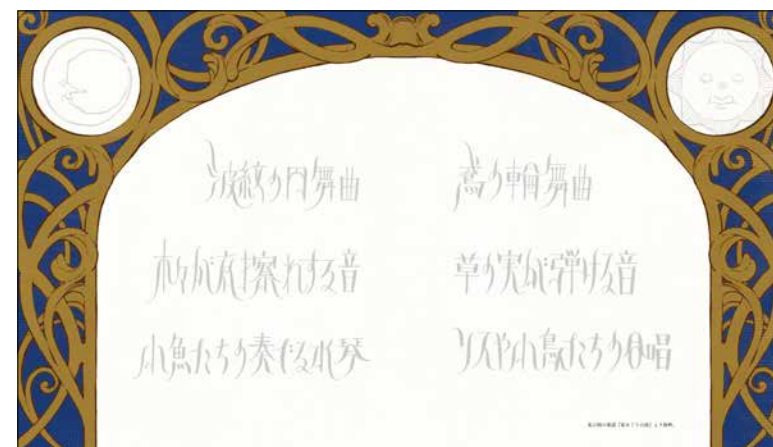 波紋の円舞曲
木々が衣擦れする音
小魚たちの奏でる水琴
鳶の輪舞曲
草の実が弾ける音
リスや小鳥たちの合唱